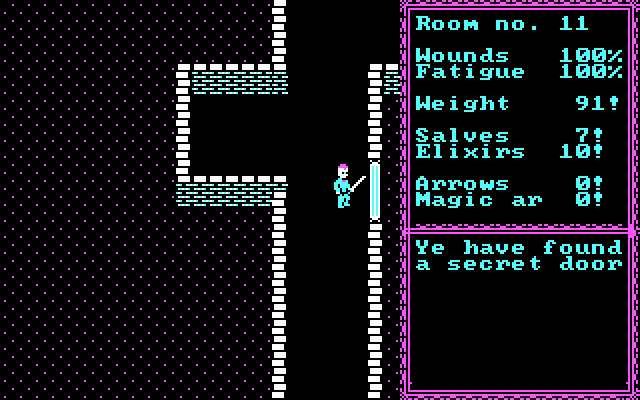 Room no. 11
Wounds 100%
Fatigue 100%
Weight 91!
Salves 7!
Elixirs 10!
Arrows 0!
Magic ar 0!
Ye have found
a secret door